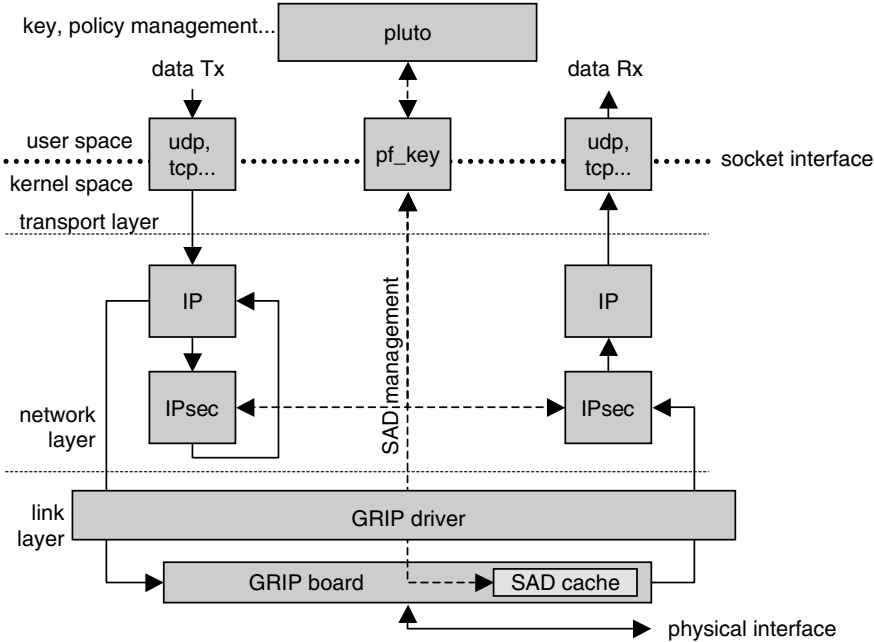 key, policy management...
pluto
data Tx
data Rx
user space
udp,
tcp...
pf_key
udp,
tcp...
socket interface
kernel space
transport layer
IP
IP
SAD management
IPsec
IPsec
network
layer
link
layer
GRIP driver
GRIP board
SAD cache
physical interface